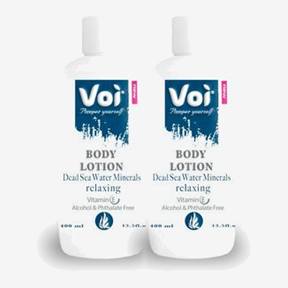 Voi
Pamper yourself
BODY
LOTION
Dead Sea Water Minerals
relaxing
Vitamin E
Alcohol & Phthalate Free
400 ml
Voi
Pamper yourself
BODY
LOTION
Dead Sea Water Minerals
relaxing
Vitamin E
Alcohol & Phthalate Free
400 ml